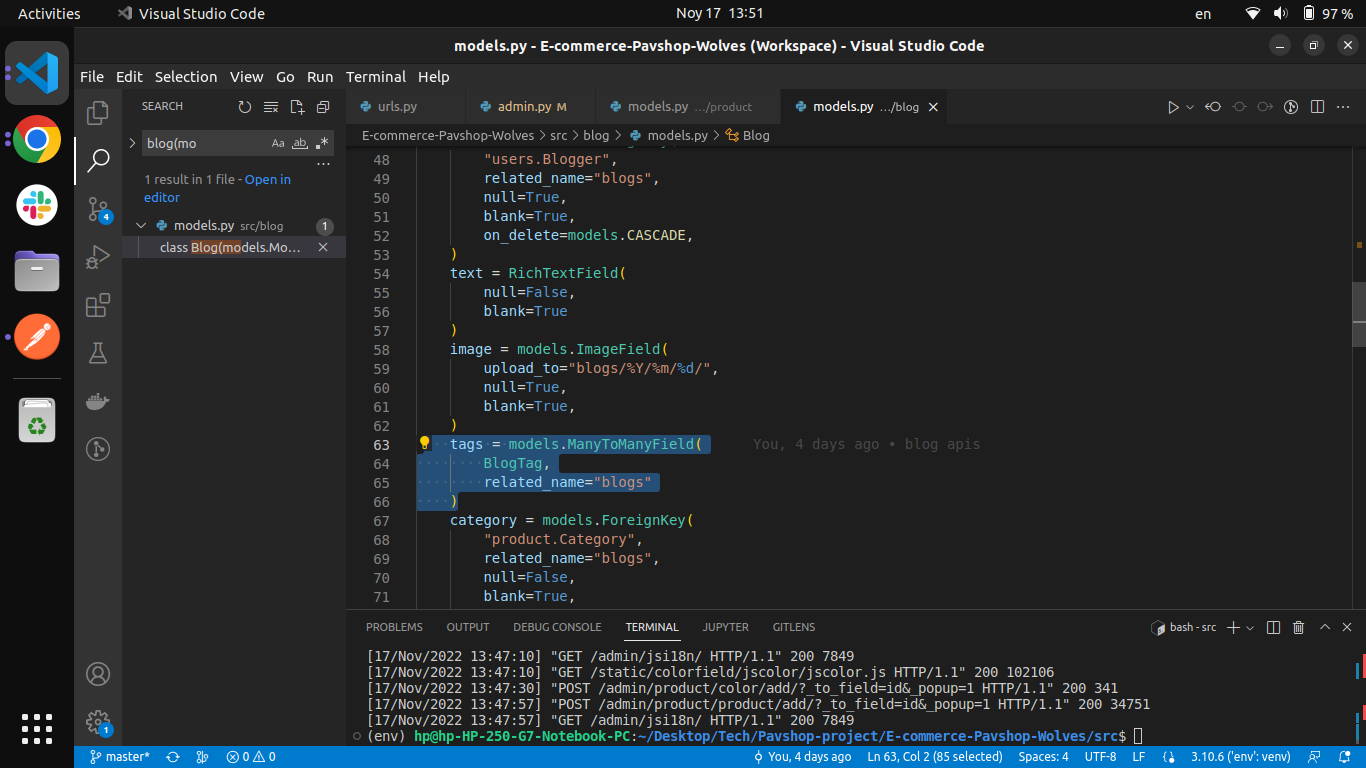 Activities
Visual Studio Code
Noy 17 13:51
en
97 %
models.py - E-commerce-Pavshop-Wolves (Workspace) - Visual Studio Code
File Edit Selection View Go Run Terminal Help
SEARCH
urls.py
admin.py M
models.py .../product
models.py .../blog
E-commerce-Pavshop-Wolves > src > blog > models.py > Blog
blog(mo
Aa ab .*
1 result in 1 file - Open in
editor
models.py src/blog 1
class Blog(models.Mo...
48 "users.Blogger",
49 related_name="blogs",
50 null=True,
51 blank=True,
52 on_delete=models.CASCADE,
53 )
54 text = RichTextField(
55 null=False,
56 blank=True
57 )
58 image = models.ImageField(
59 upload_to="blogs/%Y/%m/%d/",
60 null=True,
61 blank=True,
62 )
63 tags = models.ManyToManyField( You, 4 days ago • blog apis
64 BlogTag,
65 related_name="blogs"
66 )
67 category = models.ForeignKey(
68 "product.Category",
69 related_name="blogs",
70 null=False,
71 blank=True,
4
1
PROBLEMS OUTPUT DEBUG CONSOLE TERMINAL JUPYTER GITLENS
bash - src
[17/Nov/2022 13:47:10] "GET /admin/jsi18n/ HTTP/1.1" 200 7849
[17/Nov/2022 13:47:10] "GET /static/colorfield/jscolor/jscolor.js HTTP/1.1" 200 102106
[17/Nov/2022 13:47:30] "POST /admin/product/color/add/?_to_field=id&_popup=1 HTTP/1.1" 200 341
[17/Nov/2022 13:47:57] "POST /admin/product/product/add/?_to_field=id&_popup=1 HTTP/1.1" 200 34751
[17/Nov/2022 13:47:57] "GET /admin/jsi18n/ HTTP/1.1" 200 7849
(env) hp@hp-HP-250-G7-Notebook-PC:~/Desktop/Tech/Pavshop-project/E-commerce-Pavshop-Wolves/src$
master*
0 0
You, 4 days ago
Ln 63, Col 2 (85 selected)
Spaces: 4
UTF-8
LF
3.10.6 ('env': venv)